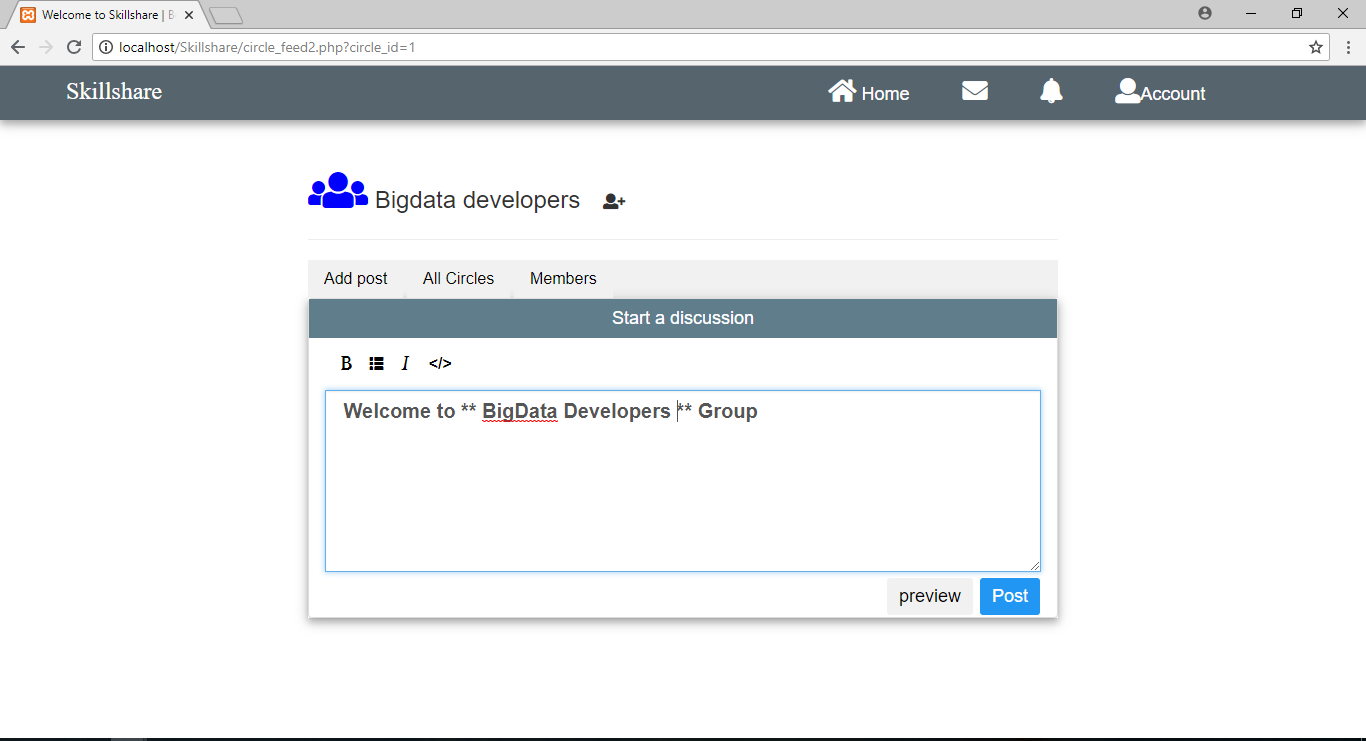 Welcome to Skillshare | B
localhost/Skillshare/circle_feed2.php?circle_id=1
Skillshare Home Account
Bigdata developers
Add post All Circles Members
Start a discussion
B I </>
Welcome to ** BigData Developers ** Group
preview Post